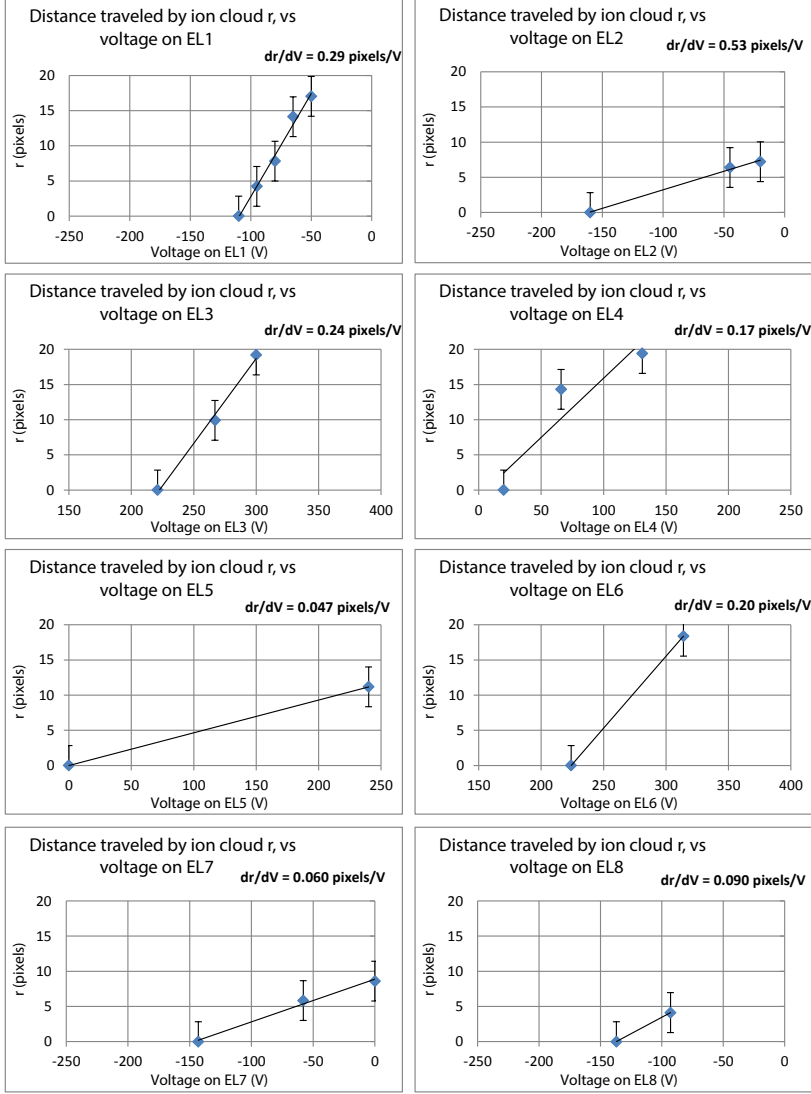 Distance traveled by ion cloud r, vs
voltage on EL1
dr/dV = 0.29 pixels/V
r (pixels)
20
15
10
5
0
-250 -200 -150 -100 -50 0
Voltage on EL1 (V)
Distance traveled by ion cloud r, vs
voltage on EL2
dr/dV = 0.53 pixels/V
r (pixels)
20
15
10
5
0
-250 -200 -150 -100 -50 0
Voltage on EL2 (V)
Distance traveled by ion cloud r, vs
voltage on EL3
dr/dV = 0.24 pixels/V
r (pixels)
20
15
10
5
0
150 200 250 300 350 400
Voltage on EL3 (V)
Distance traveled by ion cloud r, vs
voltage on EL4
dr/dV = 0.17 pixels/V
r (pixels)
20
15
10
5
0
0 50 100 150 200 250
Voltage on EL4 (V)
Distance traveled by ion cloud r, vs
voltage on EL5
dr/dV = 0.047 pixels/V
r (pixels)
20
15
10
5
0
0 50 100 150 200 250
Voltage on EL5 (V)
Distance traveled by ion cloud r, vs
voltage on EL6
dr/dV = 0.20 pixels/V
r (pixels)
20
15
10
5
0
150 200 250 300 350 400
Voltage on EL6 (V)
Distance traveled by ion cloud r, vs
voltage on EL7
dr/dV = 0.060 pixels/V
r (pixels)
20
15
10
5
0
-250 -200 -150 -100 -50 0
Voltage on EL7 (V)
Distance traveled by ion cloud r, vs
voltage on EL8
dr/dV = 0.090 pixels/V
r (pixels)
20
15
10
5
0
-250 -200 -150 -100 -50 0
Voltage on EL8 (V)